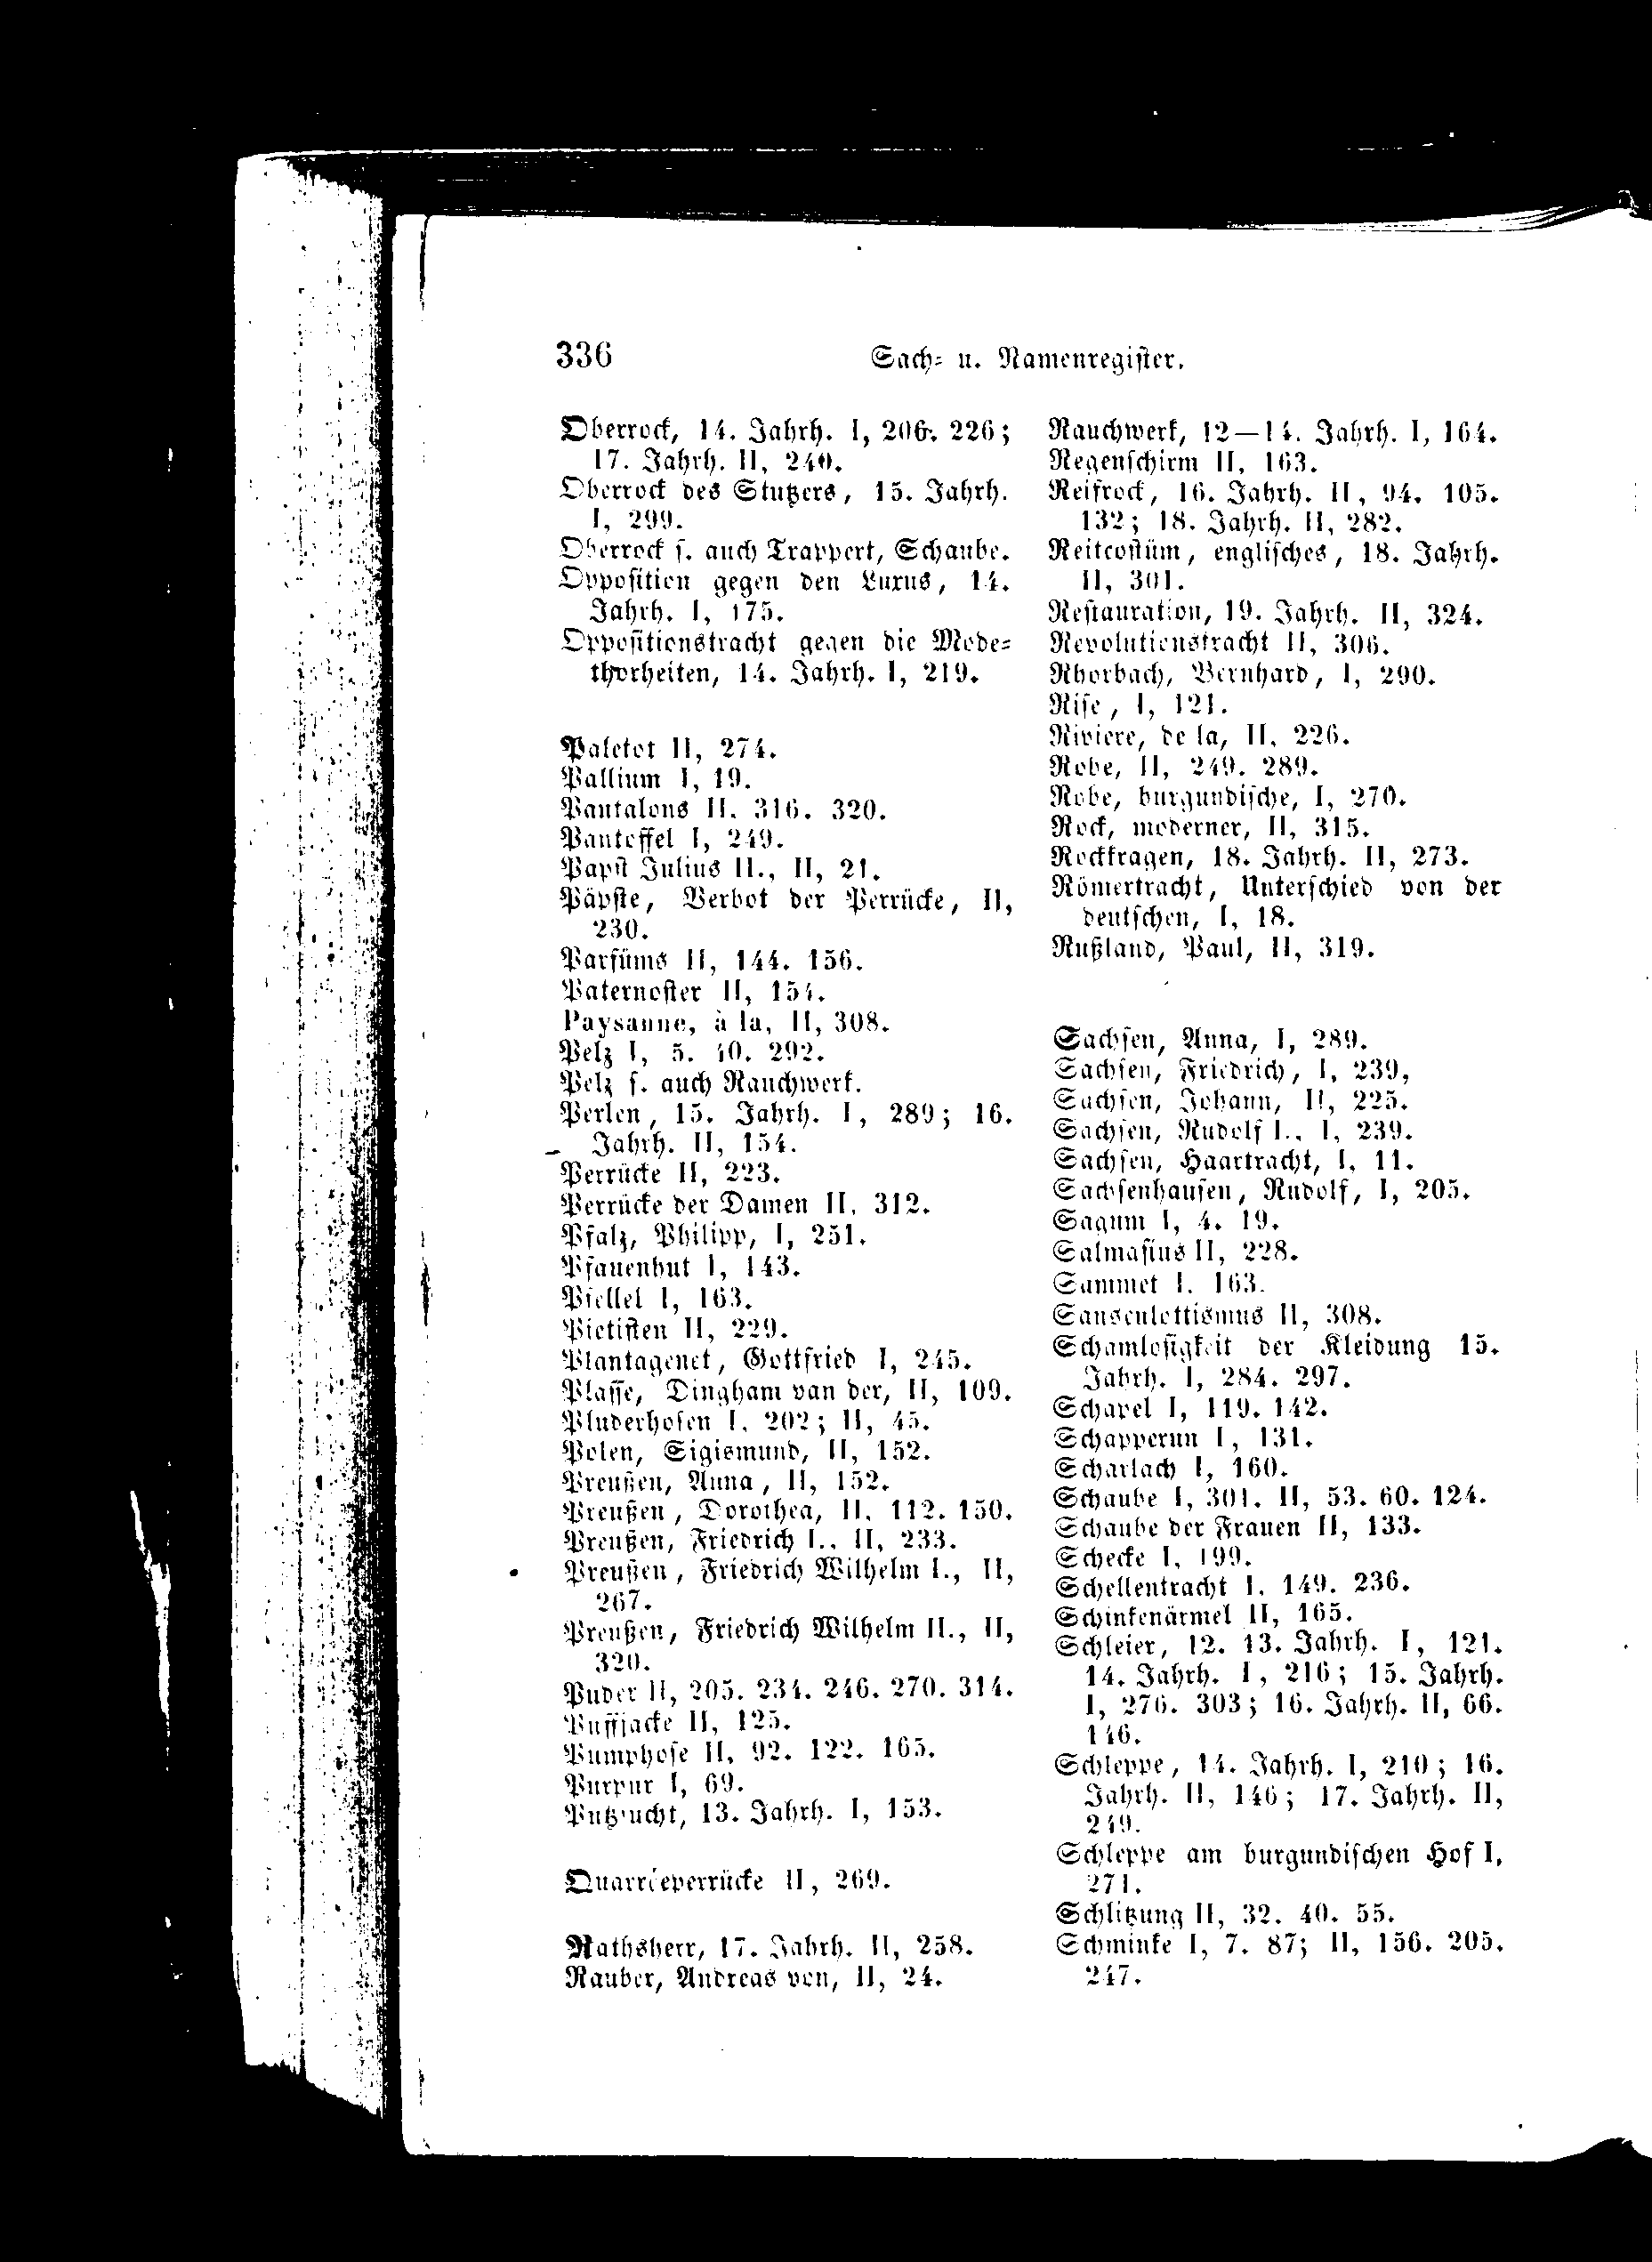 336
Sach- u. Namenregister.
Oberrock, 14. Jahrh. I, 206. 226;
17. Jahrh. II, 240.
Oberrock des Stutzers, 15. Jahrh.
I, 299.
Oberrock s. auch Trappert, Schaube.
Opposition gegen den Luxus, 14.
Jahrh. I, 175.
Oppositionstracht gegen die Mode-
thorheiten, 14. Jahrh. I, 219.
Paletot II, 274.
Pallium I, 19.
Pantalons II. 316. 320.
Pantoffel I, 249.
Papst Julius II., II, 21.
Päpste, Verbot der Perrücke, II,
230.
Parfüms II, 144. 156.
Paternoster II, 154.
Paysanne, à la, II, 308.
Pelz I, 5. 10. 292.
Pelz s. auch Rauchwerk.
Perlen, 15. Jahrh. I, 289; 16.
Jahrh. II, 154.
Perrücke II, 223.
Perrücke der Damen II, 312.
Pfalz, Philipp, I, 251.
Pfauenhut I, 143.
Pfellel I, 163.
Pietisten II, 229.
Plantagenet, Gottfried I, 245.
Plasse, Dingham van der, II, 109.
Pluderhosen I. 202; II, 45.
Polen, Sigismund, II, 152.
Preußen, Anna, II, 152.
Preußen, Dorothea, II. 112. 150.
Preußen, Friedrich I., II, 233.
Preußen, Friedrich Wilhelm I., II,
267.
Preußen, Friedrich Wilhelm II., II,
320.
Puder II, 205. 234. 246. 270. 314.
Puffjacke II, 125.
Pumphose II, 92. 122. 165.
Purpur I, 69.
Putzsucht, 13. Jahrh. I, 153.
Quarréeperrücke II, 269.
Rathsherr, 17. Jahrh. II, 258.
Rauber, Andreas von, II, 24.
Rauchwerk, 12—14. Jahrh. I, 164.
Regenschirm II, 163.
Reifrock, 16. Jahrh. II, 94. 105.
132; 18. Jahrh. II, 282.
Reitcostüm, englisches, 18. Jahrh.
II, 301.
Restauration, 19. Jahrh. II, 324.
Revolutionstracht II, 306.
Rhorbach, Bernhard, I, 290.
Rise, I, 121.
Riviere, de la, II, 226.
Robe, II, 249. 289.
Robe, burgundische, I, 270.
Rock, moderner, II, 315.
Rockkragen, 18. Jahrh. II, 273.
Römertracht, Unterschied von der
deutschen, I, 18.
Rußland, Paul, II, 319.
Sachsen, Anna, I, 289.
Sachsen, Friedrich, I, 239,
Sachsen, Johann, II, 225.
Sachsen, Rudolf I., I, 239.
Sachsen, Haartracht, I, 11.
Sachsenhausen, Rudolf, I, 205.
Sagum I, 4. 19.
Salmasius II, 228.
Sammet I. 163.
Sansculottismus II, 308.
Schamlosigkeit der Kleidung 15.
Jahrh. I, 284. 297.
Schapel I, 119. 142.
Schapperun I, 131.
Scharlach I, 160.
Schaube I, 301. II, 53. 60. 124.
Schaube der Frauen II, 133.
Schecke I, 199.
Schellentracht I. 149. 236.
Schinkenärmel II, 165.
Schleier, 12. 13. Jahrh. I, 121.
14. Jahrh. I, 216; 15. Jahrh.
I, 276. 303; 16. Jahrh. II, 66.
146.
Schleppe, 14. Jahrh. I, 210; 16.
Jahrh. II, 146; 17. Jahrh. II,
249.
Schleppe am burgundischen Hof I,
271.
Schlitzung II, 32. 40. 55.
Schminke I, 7. 87; II, 156. 205.
247.